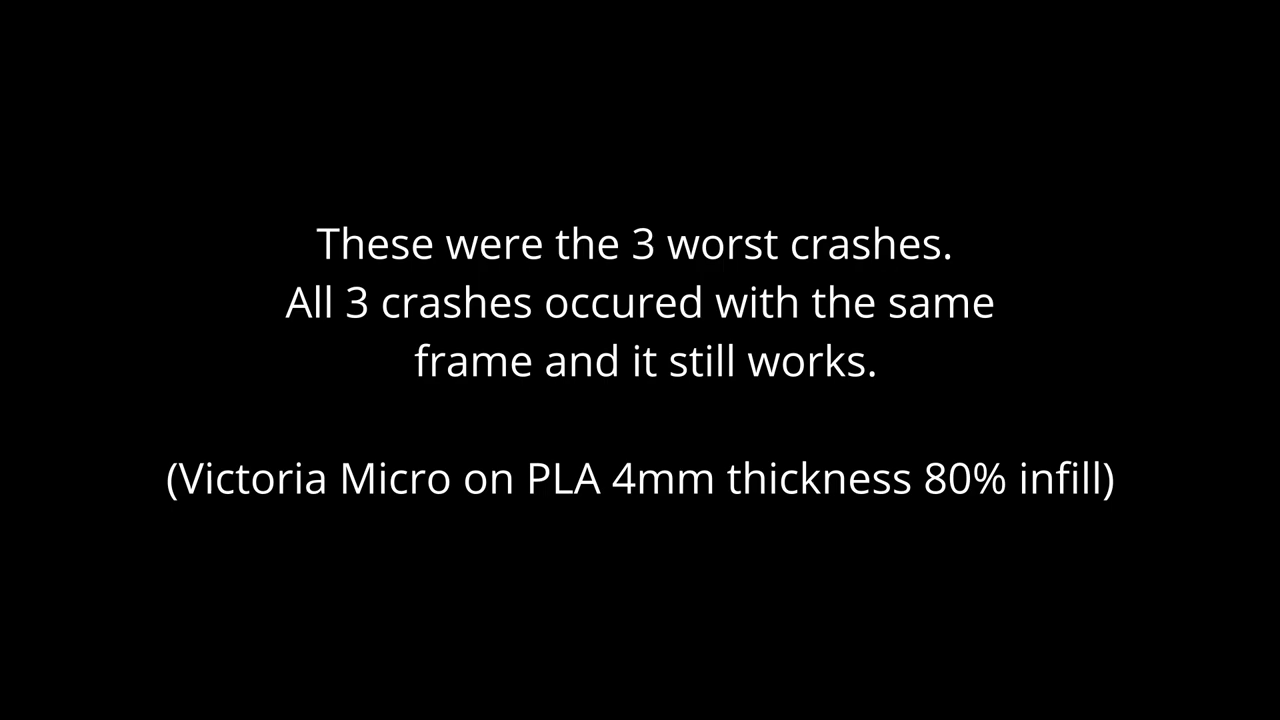 These were the 3 worst crashes.
All 3 crashes occured with the same
frame and it still works.
(Victoria Micro on PLA 4mm thickness 80% infill)